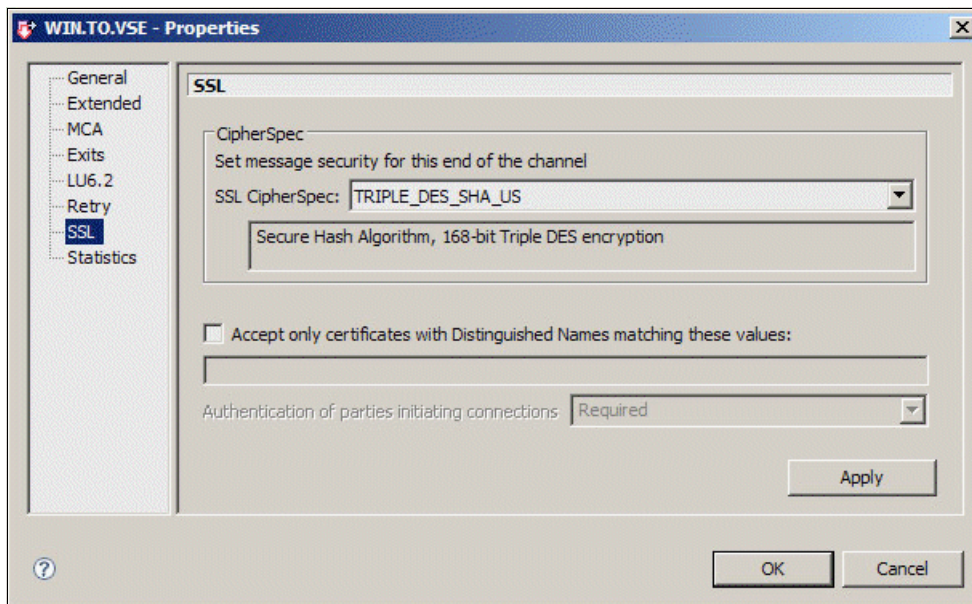 WIN.TO.VSE - Properties
General
Extended
MCA
Exits
LU6.2
Retry
SSL
Statistics
SSL
CipherSpec
Set message security for this end of the channel
SSL CipherSpec: TRIPLE_DES_SHA_US
Secure Hash Algorithm, 168-bit Triple DES encryption
Accept only certificates with Distinguished Names matching these values:
Authentication of parties initiating connections Required
Apply
? OK Cancel